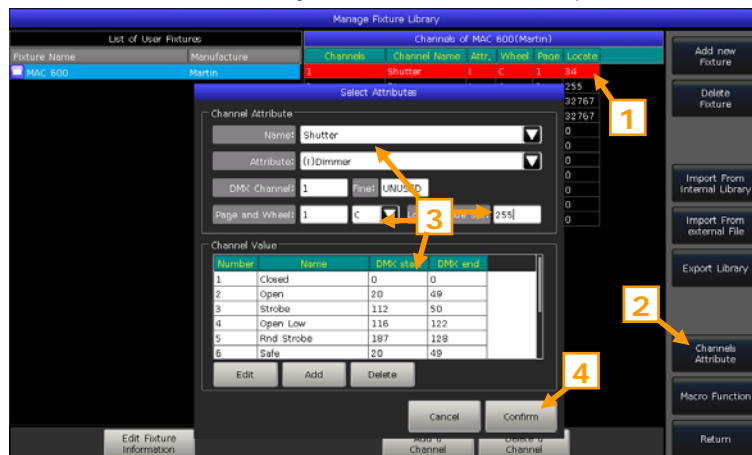 Manage Fixture Library
List of User Fixtures
Channels of MAC 600(Martin)
Fixture Name Manufacture Channels Channel Name Attr. Wheel Page Locate
MAC 600 Martin 1 Shutter I C 1 34
255
32767
32767
0
0
0
0
0
0
0
Select Attributes
Channel Attribute
Name: Shutter
Attribute: (I)Dimmer
DMX Channel: 1 Fine: UNUSED
Page and Wheel: 1 C 255
Channel Value
Number Name DMX start DMX end
1 Closed 0 0
2 Open 20 49
3 Strobe 112 50
4 Open Low 116 122
5 Rnd Strobe 187 128
6 Safe 20 49
Edit Add Delete
Cancel Confirm
Edit Fixture
Information
Add a
Channel
Delete a
Channel
Add new
Fixture
Delete
Fixture
Import From
Internal Library
Import From
external File
Export Library
Channels
Attribute
Macro Function
Return
1
2
3
4